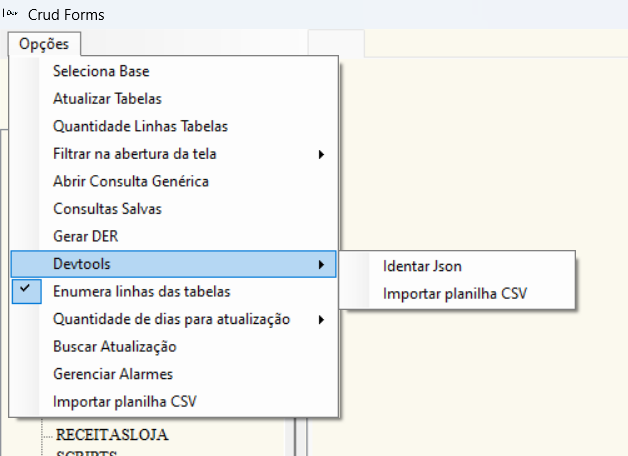 Crud Forms
Opções
Seleciona Base
Atualizar Tabelas
Quantidade Linhas Tabelas
Filtrar na abertura da tela
Abrir Consulta Genérica
Consultas Salvas
Gerar DER
Devtools
Identar Json
Importar planilha CSV
Enumera linhas das tabelas
Quantidade de dias para atualização
Buscar Atualização
Gerenciar Alarmes
Importar planilha CSV
RECEITASLOJA
SCRIPTS